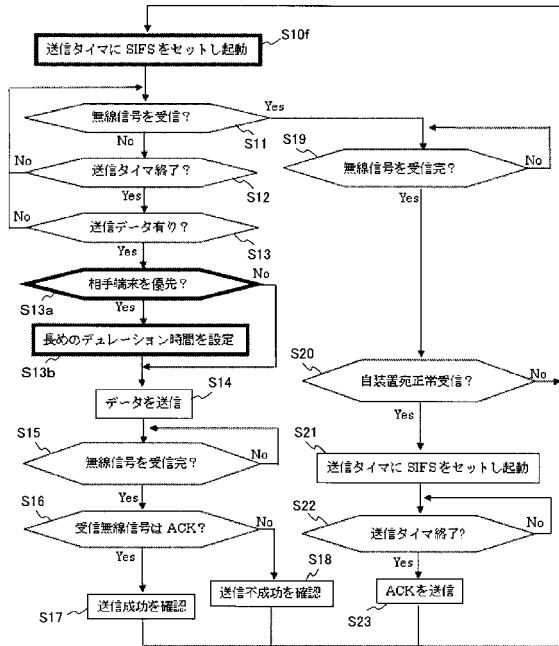 S10f
送信タイマに SIFS をセットし起動
無線信号を受信?
Yes
No
S11
S19
無線信号を受信完?
No
Yes
No
送信タイマ終了?
S12
Yes
No
送信データ有り?
S13
Yes
相手端末を優先?
No
S13a
Yes
長めのデュレーション時間を設定
S13b
S14
データを送信
S20
自装置宛正常受信?
No
Yes
S15
無線信号を受信完?
No
Yes
S21
送信タイマに SIFS をセットし起動
S16
受信無線信号は ACK?
No
Yes
S22
送信タイマ終了?
No
Yes
S17
送信成功を確認
S18
送信不成功を確認
S23
ACKを送信